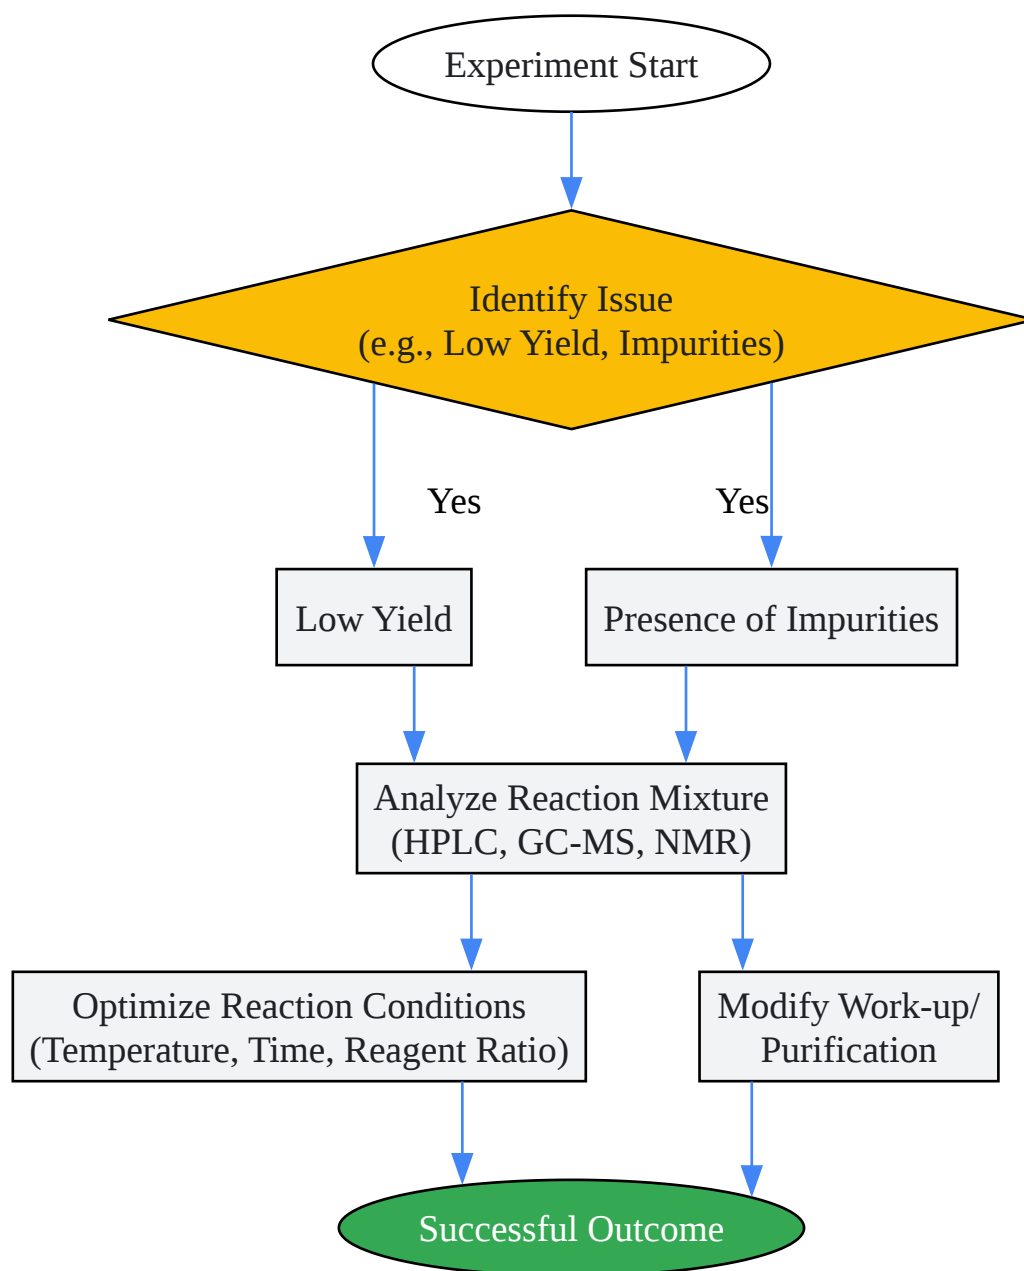 Experiment Start
Identify Issue
(e.g., Low Yield, Impurities)
Yes
Yes
Low Yield
Presence of Impurities
Analyze Reaction Mixture
(HPLC, GC-MS, NMR)
Optimize Reaction Conditions
(Temperature, Time, Reagent Ratio)
Modify Work-up/
Purification
Successful Outcome